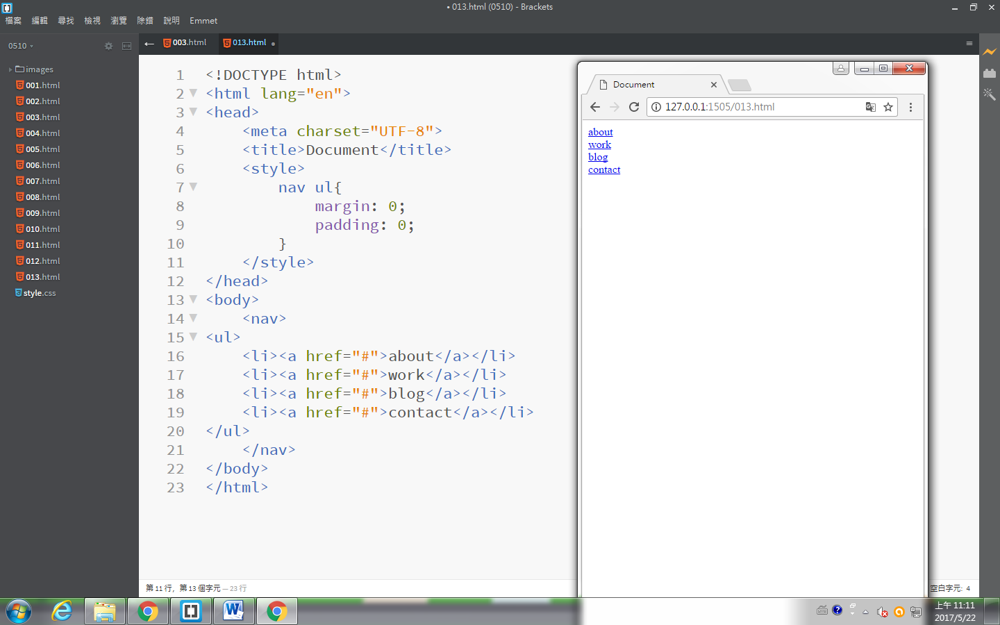 • 013.html (0510) - Brackets
檔案 編輯 尋找 檢視 瀏覽 除錯 說明 Emmet
0510
images
001.html
002.html
003.html
004.html
005.html
006.html
007.html
008.html
009.html
010.html
011.html
012.html
013.html
style.css
003.html 013.html
1 <!DOCTYPE html>
2 <html lang="en">
3 <head>
4 <meta charset="UTF-8">
5 <title>Document</title>
6 <style>
7 nav ul{
8 margin: 0;
9 padding: 0;
10 }
11 </style>
12 </head>
13 <body>
14 <nav>
15 <ul>
16 <li><a href="#">about</a></li>
17 <li><a href="#">work</a></li>
18 <li><a href="#">blog</a></li>
19 <li><a href="#">contact</a></li>
20 </ul>
21 </nav>
22 </body>
23 </html>
Document
127.0.0.1:1505/013.html
about
work
blog
contact
第 11 行, 第 13 個字元 — 23 行
空白字元: 4
上午 11:11
2017/5/22